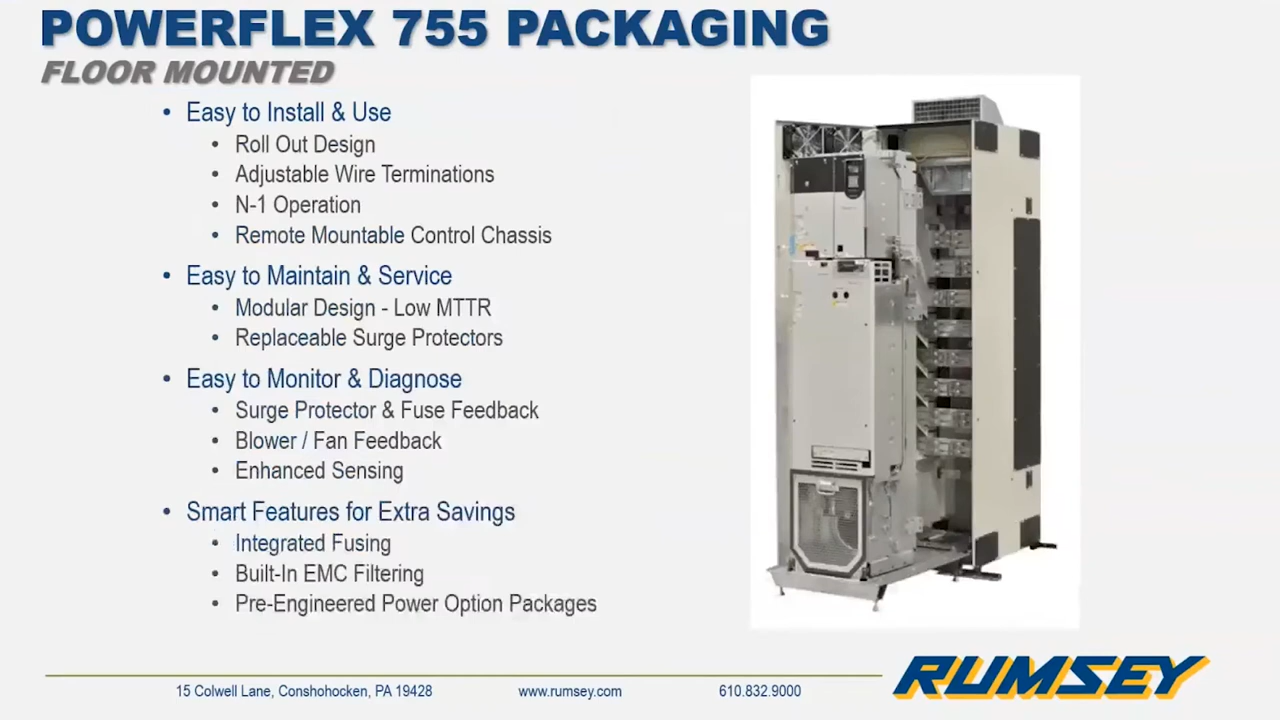 POWERFLEX 755 PACKAGING
FLOOR MOUNTED
• Easy to Install & Use
• Roll Out Design
• Adjustable Wire Terminations
• N-1 Operation
• Remote Mountable Control Chassis
• Easy to Maintain & Service
• Modular Design - Low MTTR
• Replaceable Surge Protectors
• Easy to Monitor & Diagnose
• Surge Protector & Fuse Feedback
• Blower / Fan Feedback
• Enhanced Sensing
• Smart Features for Extra Savings
• Integrated Fusing
• Built-In EMC Filtering
• Pre-Engineered Power Option Packages
15 Colwell Lane, Conshohocken, PA 19428 www.rumsey.com 610.832.9000
RUMSEY